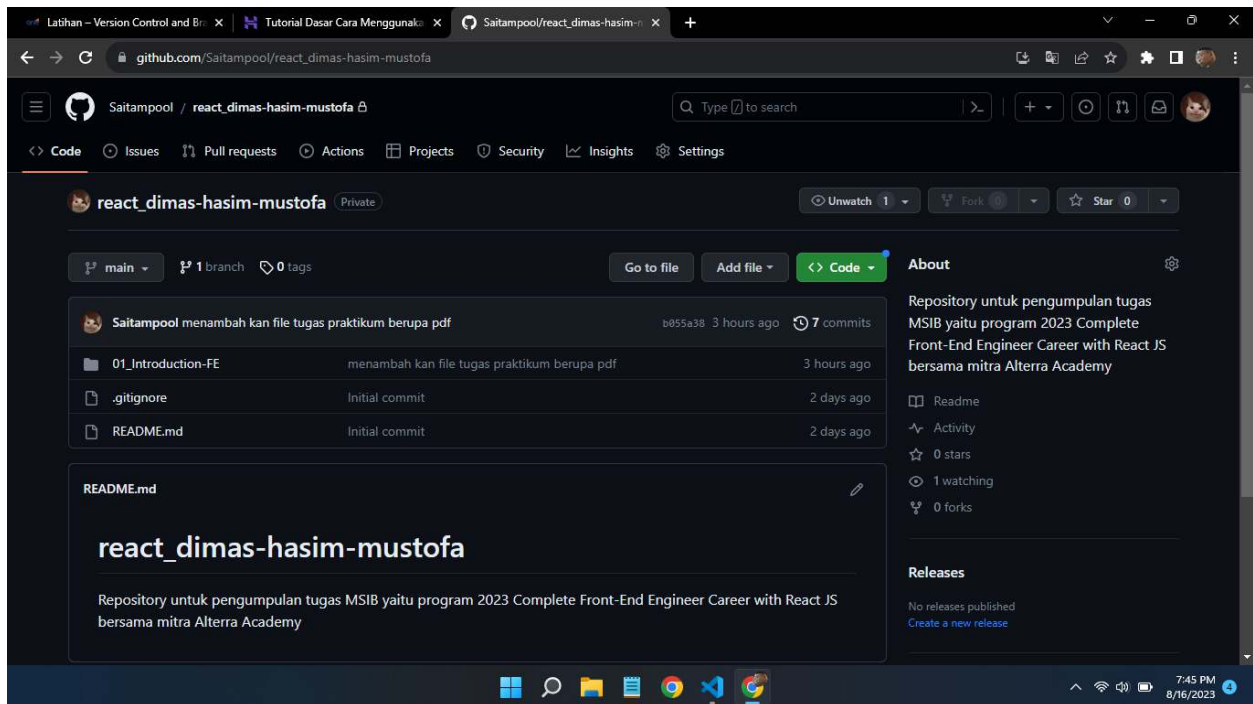 Latihan – Version Control and Bra
Tutorial Dasar Cara Menggunaka
Saitampool/react_dimas-hasim-m
github.com/Saitampool/react_dimas-hasim-mustofa
Saitampool / react_dimas-hasim-mustofa
Type / to search
Code Issues Pull requests Actions Projects Security Insights Settings
react_dimas-hasim-mustofa Private
Unwatch 1 Fork 0 Star 0
main 1 branch 0 tags Go to file Add file Code
Saitampool menambah kan file tugas praktikum berupa pdf b055a38 3 hours ago 7 commits
01_Introduction-FE menambah kan file tugas praktikum berupa pdf 3 hours ago
.gitignore Initial commit 2 days ago
README.md Initial commit 2 days ago
README.md
react_dimas-hasim-mustofa
Repository untuk pengumpulan tugas MSIB yaitu program 2023 Complete Front-End Engineer Career with React JS
bersama mitra Alterra Academy
About
Repository untuk pengumpulan tugas
MSIB yaitu program 2023 Complete
Front-End Engineer Career with React JS
bersama mitra Alterra Academy
Readme
Activity
0 stars
1 watching
0 forks
Releases
No releases published
Create a new release
7:45 PM
8/16/2023
4